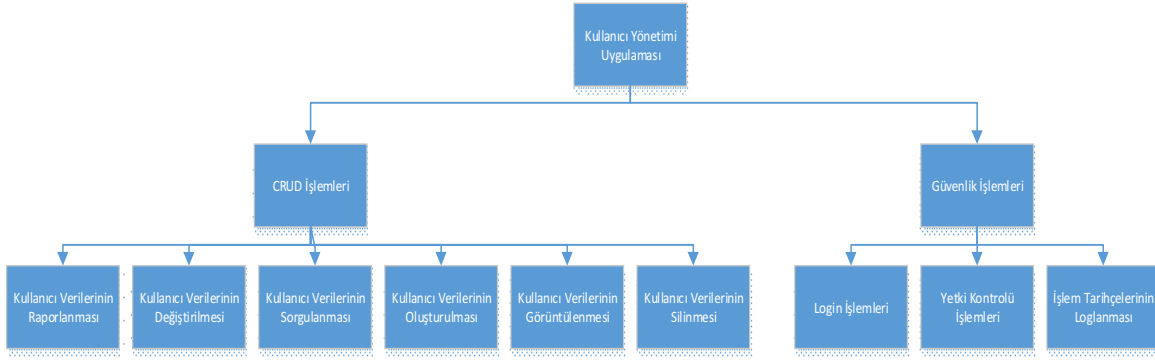 Kullanıcı Yönetimi
Uygulaması
CRUD İşlemleri
Güvenlik İşlemleri
Kullanıcı Verilerinin
Raporlanması
Kullanıcı Verilerinin
Değiştirilmesi
Kullanıcı Verilerinin
Sorgulanması
Kullanıcı Verilerinin
Oluşturulması
Kullanıcı Verilerinin
Görüntülenmesi
Kullanıcı Verilerinin
Silinmesi
Login İşlemleri
Yetki Kontrolü
İşlemleri
İşlem Tarihçelerinin
Loglanması